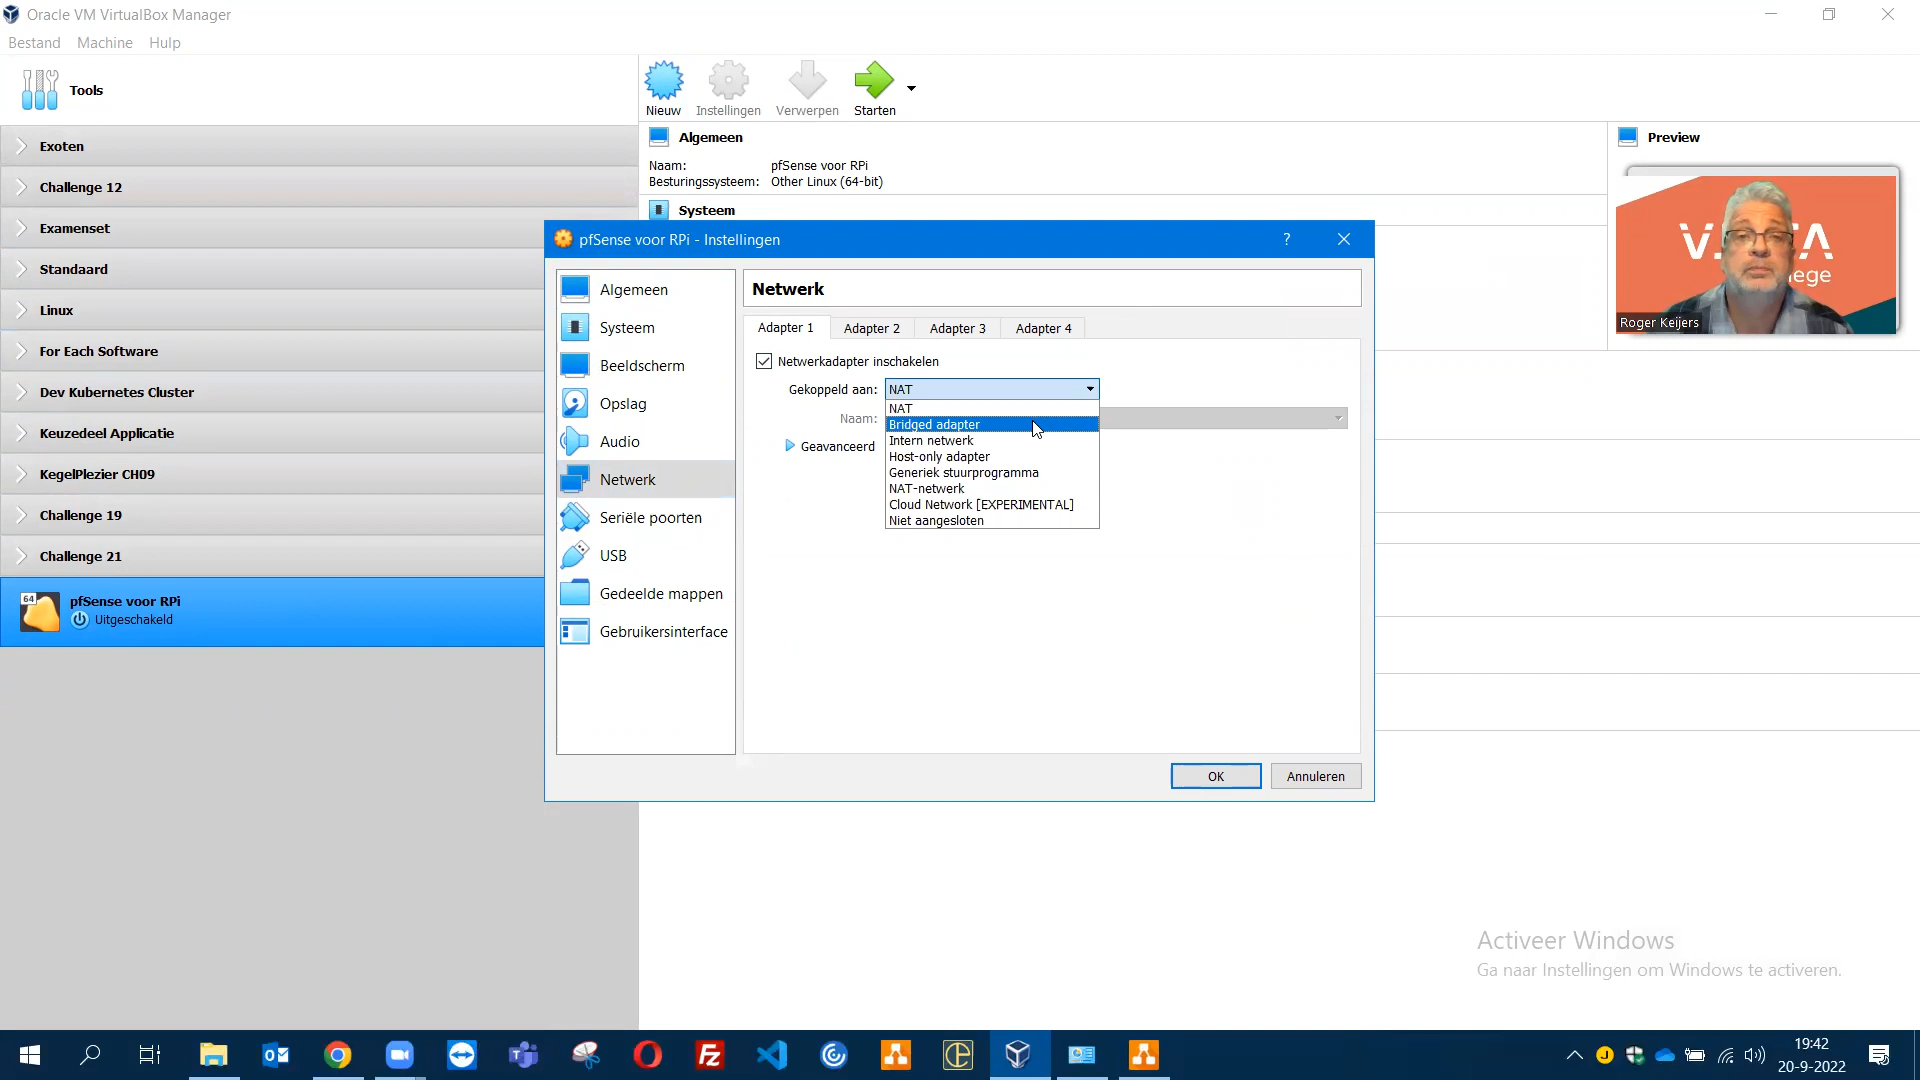 Oracle VM VirtualBox Manager
Bestand Machine Hulp
Tools
Nieuw Instellingen Verwerpen Starten
Exoten
Challenge 12
Examenset
Standaard
Linux
For Each Software
Dev Kubernetes Cluster
Keuzedeel Applicatie
KegelPlezier CH09
Challenge 19
Challenge 21
64
pfSense voor RPi
Uitgeschakeld
Algemeen
Naam: pfSense voor RPi
Besturingssysteem: Other Linux (64-bit)
Systeem
Preview
Roger Keijers
pfSense voor RPi - Instellingen ?
Algemeen
Systeem
Beeldscherm
Opslag
Audio
Netwerk
Seriële poorten
USB
Gedeelde mappen
Gebruikersinterface
Netwerk
Adapter 1 Adapter 2 Adapter 3 Adapter 4
Netwerkadapter inschakelen
Gekoppeld aan: NAT
Naam:
Geavanceerd
NAT
Bridged adapter
Intern netwerk
Host-only adapter
Generiek stuurprogramma
NAT-netwerk
Cloud Network [EXPERIMENTAL]
Niet aangesloten
OK Annuleren
Activeer Windows
Ga naar Instellingen om Windows te activeren.
19:42
20-9-2022